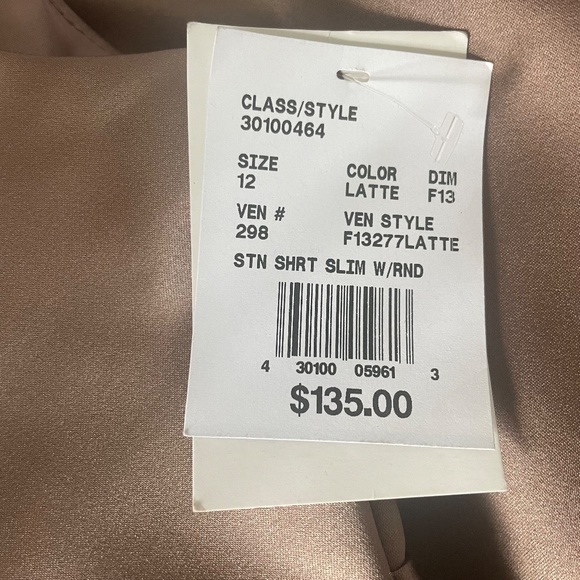 CLASS/STYLE
30100464
SIZE COLOR DIM
12 LATTE F13
VEN # VEN STYLE
298 F13277LATTE
STN SHRT SLIM W/RND
4 30100 05961 3
$135.00